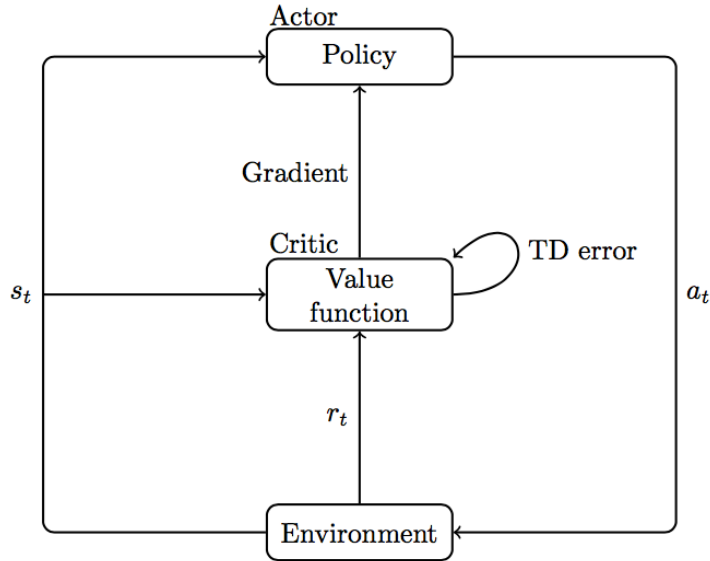 Actor
Policy
Gradient
Critic
Value
function
TD error
s_t
a_t
r_t
Environment